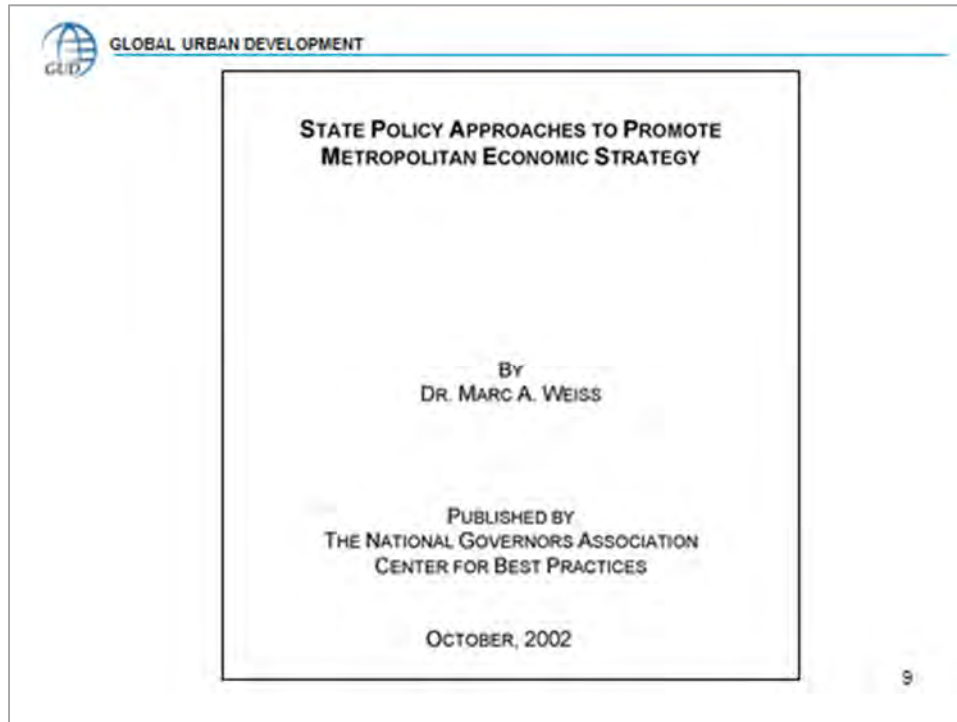 GUD
GLOBAL URBAN DEVELOPMENT
STATE POLICY APPROACHES TO PROMOTE
METROPOLITAN ECONOMIC STRATEGY
BY
DR. MARC A. WEISS
PUBLISHED BY
THE NATIONAL GOVERNORS ASSOCIATION
CENTER FOR BEST PRACTICES
OCTOBER, 2002
9